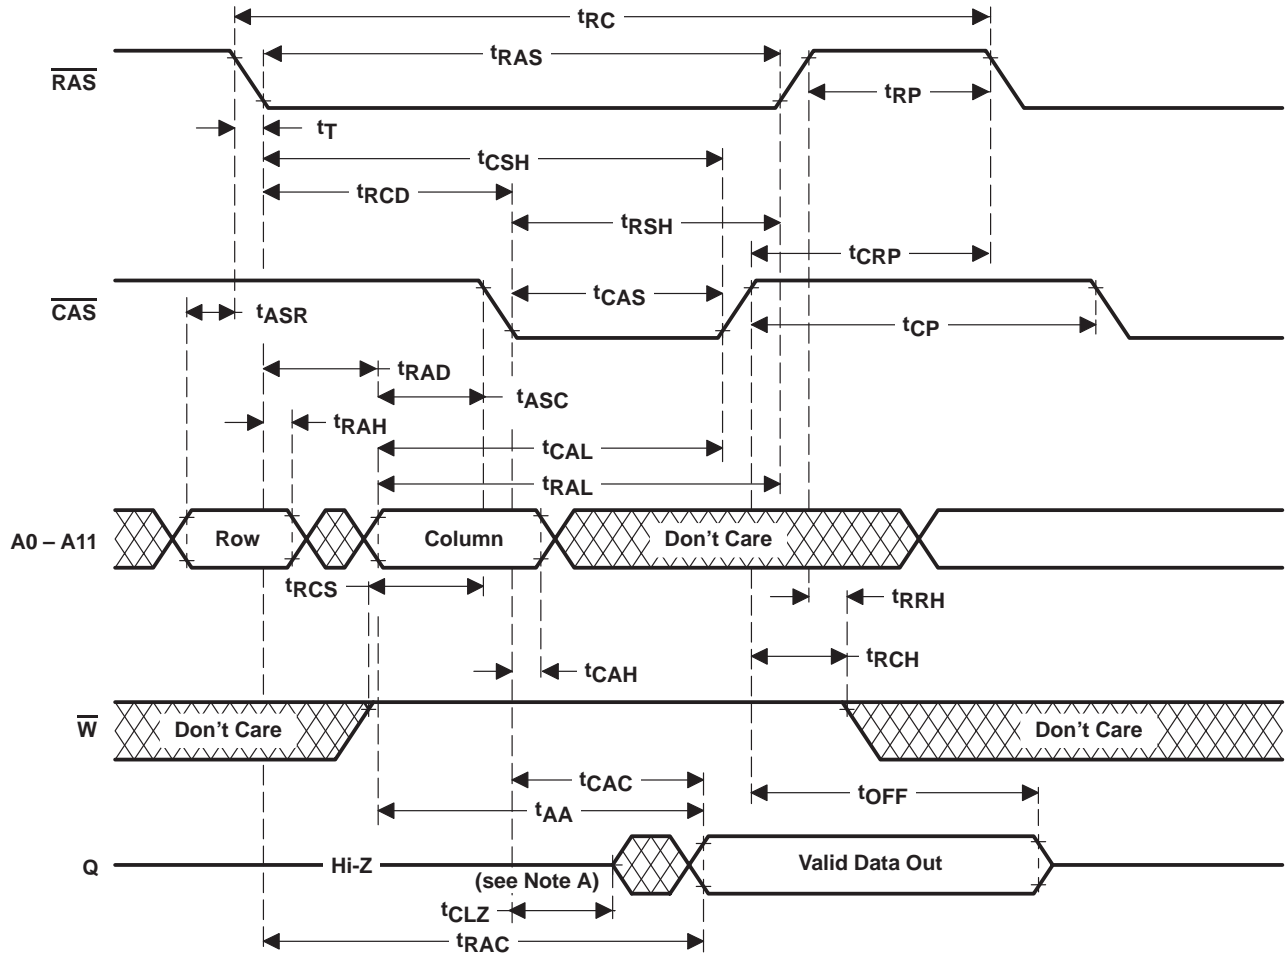 tRC
RAS
tRAS
tRP
tT
tCSH
tRCD
tRSH
tCRP
CAS
tASR
tCAS
tCP
tRAD
tASC
tRAH
tCAL
tRAL
A0 – A11
Row
Column
Don't Care
tRCS
tRRH
tRCH
tCAH
W
Don't Care
Don't Care
tCAC
tOFF
tAA
Q
Hi-Z
Valid Data Out
(see Note A)
tCLZ
tRAC